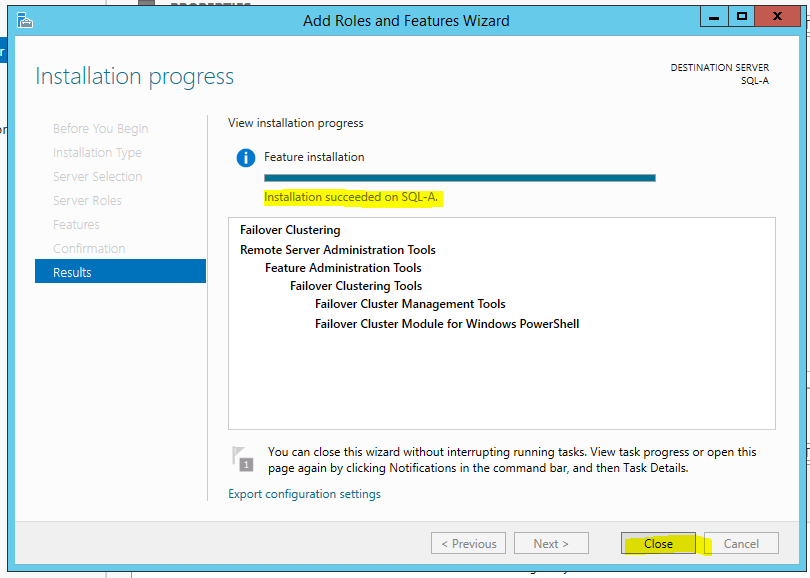 Add Roles and Features Wizard
Installation progress
DESTINATION SERVER
SQL-A
Before You Begin
Installation Type
Server Selection
Server Roles
Features
Confirmation
Results
View installation progress
Feature installation
Installation succeeded on SQL-A.
Failover Clustering
Remote Server Administration Tools
Feature Administration Tools
Failover Clustering Tools
Failover Cluster Management Tools
Failover Cluster Module for Windows PowerShell
1
You can close this wizard without interrupting running tasks. View task progress or open this
page again by clicking Notifications in the command bar, and then Task Details.
Export configuration settings
< Previous
Next >
Close
Cancel